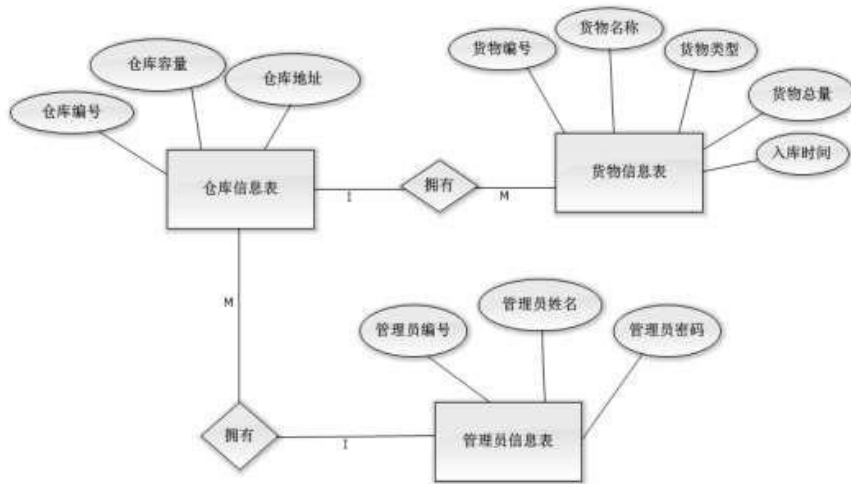 货物名称
货物编号
货物类型
仓库容量
仓库地址
仓库编号
货物总量
入库时间
仓库信息表
I
拥有
M
货物信息表
M
管理员姓名
管理员编号
管理员密码
拥有
I
管理员信息表